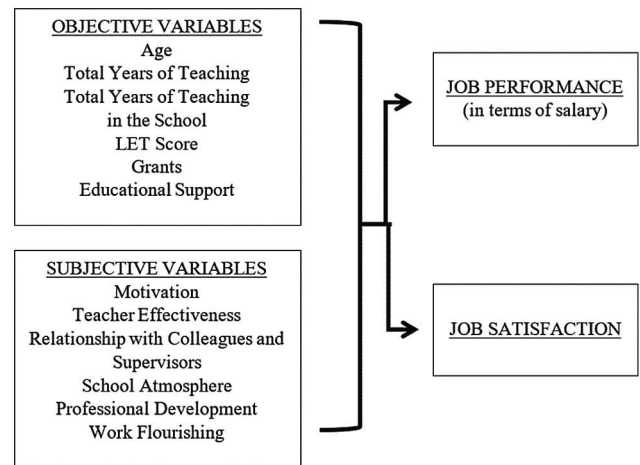 OBJECTIVE VARIABLES
Age
Total Years of Teaching
Total Years of Teaching
in the School
LET Score
Grants
Educational Support
SUBJECTIVE VARIABLES
Motivation
Teacher Effectiveness
Relationship with Colleagues and
Supervisors
School Atmosphere
Professional Development
Work Flourishing
JOB PERFORMANCE
(in terms of salary)
JOB SATISFACTION